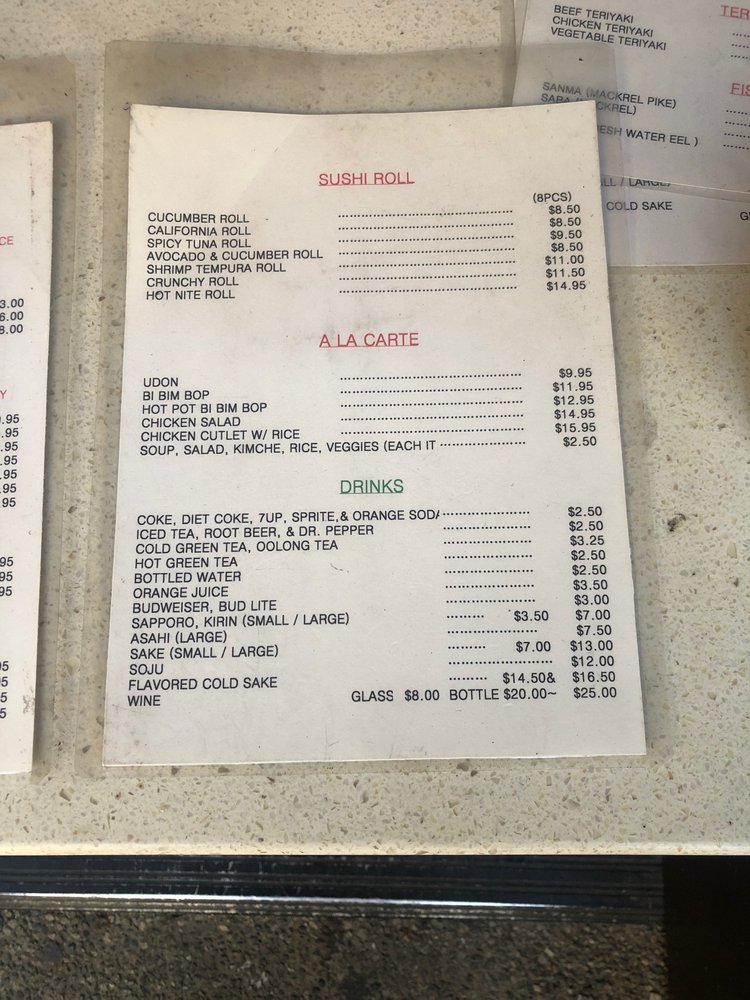 SUSHI ROLL
(8PCS)
CUCUMBER ROLL ........ $8.50
CALIFORNIA ROLL ........ $8.50
SPICY TUNA ROLL ........ $9.50
AVOCADO & CUCUMBER ROLL ........ $8.50
SHRIMP TEMPURA ROLL ........ $11.00
CRUNCHY ROLL ........ $11.50
HOT NITE ROLL ........ $14.95
A LA CARTE
UDON ........ $9.95
BI BIM BOP ........ $11.95
HOT POT BI BIM BOP ........ $12.95
CHICKEN SALAD ........ $14.95
CHICKEN CUTLET W/ RICE ........ $15.95
SOUP, SALAD, KIMCHE, RICE, VEGGIES (EACH IT ........ $2.50
DRINKS
COKE, DIET COKE, 7UP, SPRITE,& ORANGE SODA ........ $2.50
ICED TEA, ROOT BEER, & DR. PEPPER ........ $2.50
COLD GREEN TEA, OOLONG TEA ........ $3.25
HOT GREEN TEA ........ $2.50
BOTTLED WATER ........ $2.50
ORANGE JUICE ........ $3.50
BUDWEISER, BUD LITE ........ $3.00
SAPPORO, KIRIN (SMALL / LARGE) ........ $3.50 $7.00
ASAHI (LARGE) ........ $7.50
SAKE (SMALL / LARGE) ........ $7.00 $13.00
SOJU ........ $12.00
FLAVORED COLD SAKE ........ $14.50& $16.50
WINE GLASS $8.00 BOTTLE $20.00~ $25.00
BEEF TERIYAKI
CHICKEN TERIYAKI
VEGETABLE TERIYAKI
TER
FIS
SANMA (MACKREL PIKE)
SABA (MACKREL)
ESH WATER EEL )
LL / LARGE)
COLD SAKE
CE
3.00
6.00
8.00
Y
.95
.95
.95
.95
.95
.95
.95
95
95
95
95
5
5
5